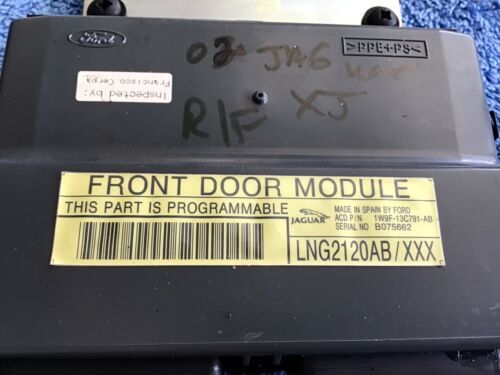 Ford
>PPE+PS<
Inspected by:
Francisco Cerpa
02 JAG
R/F XJ
FRONT DOOR MODULE
THIS PART IS PROGRAMMABLE
JAGUAR
MADE IN SPAIN BY FORD
ACD P/N 1W9F-13C791-AB
SERIAL NO B075662
LNG2120AB/XXX